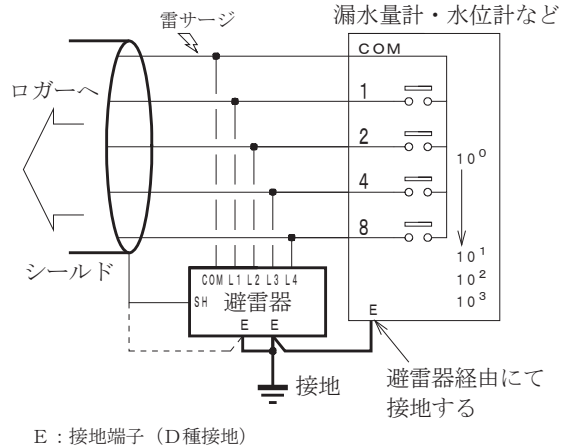 漏水量計・水位計など
雷サージ
COM
ロガーへ
1
2
10⁰
4
8
10¹
10²
10³
シールド
COM L1 L2 L3 L4
SH 避雷器
E E
E
接地
避雷器経由にて
接地する
E：接地端子（D種接地）